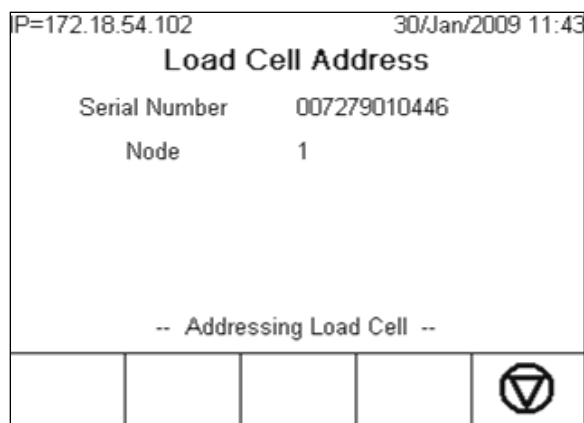 IP=172.18.54.102 30/Jan/2009 11:43
Load Cell Address
Serial Number 007279010446
Node 1
-- Addressing Load Cell --